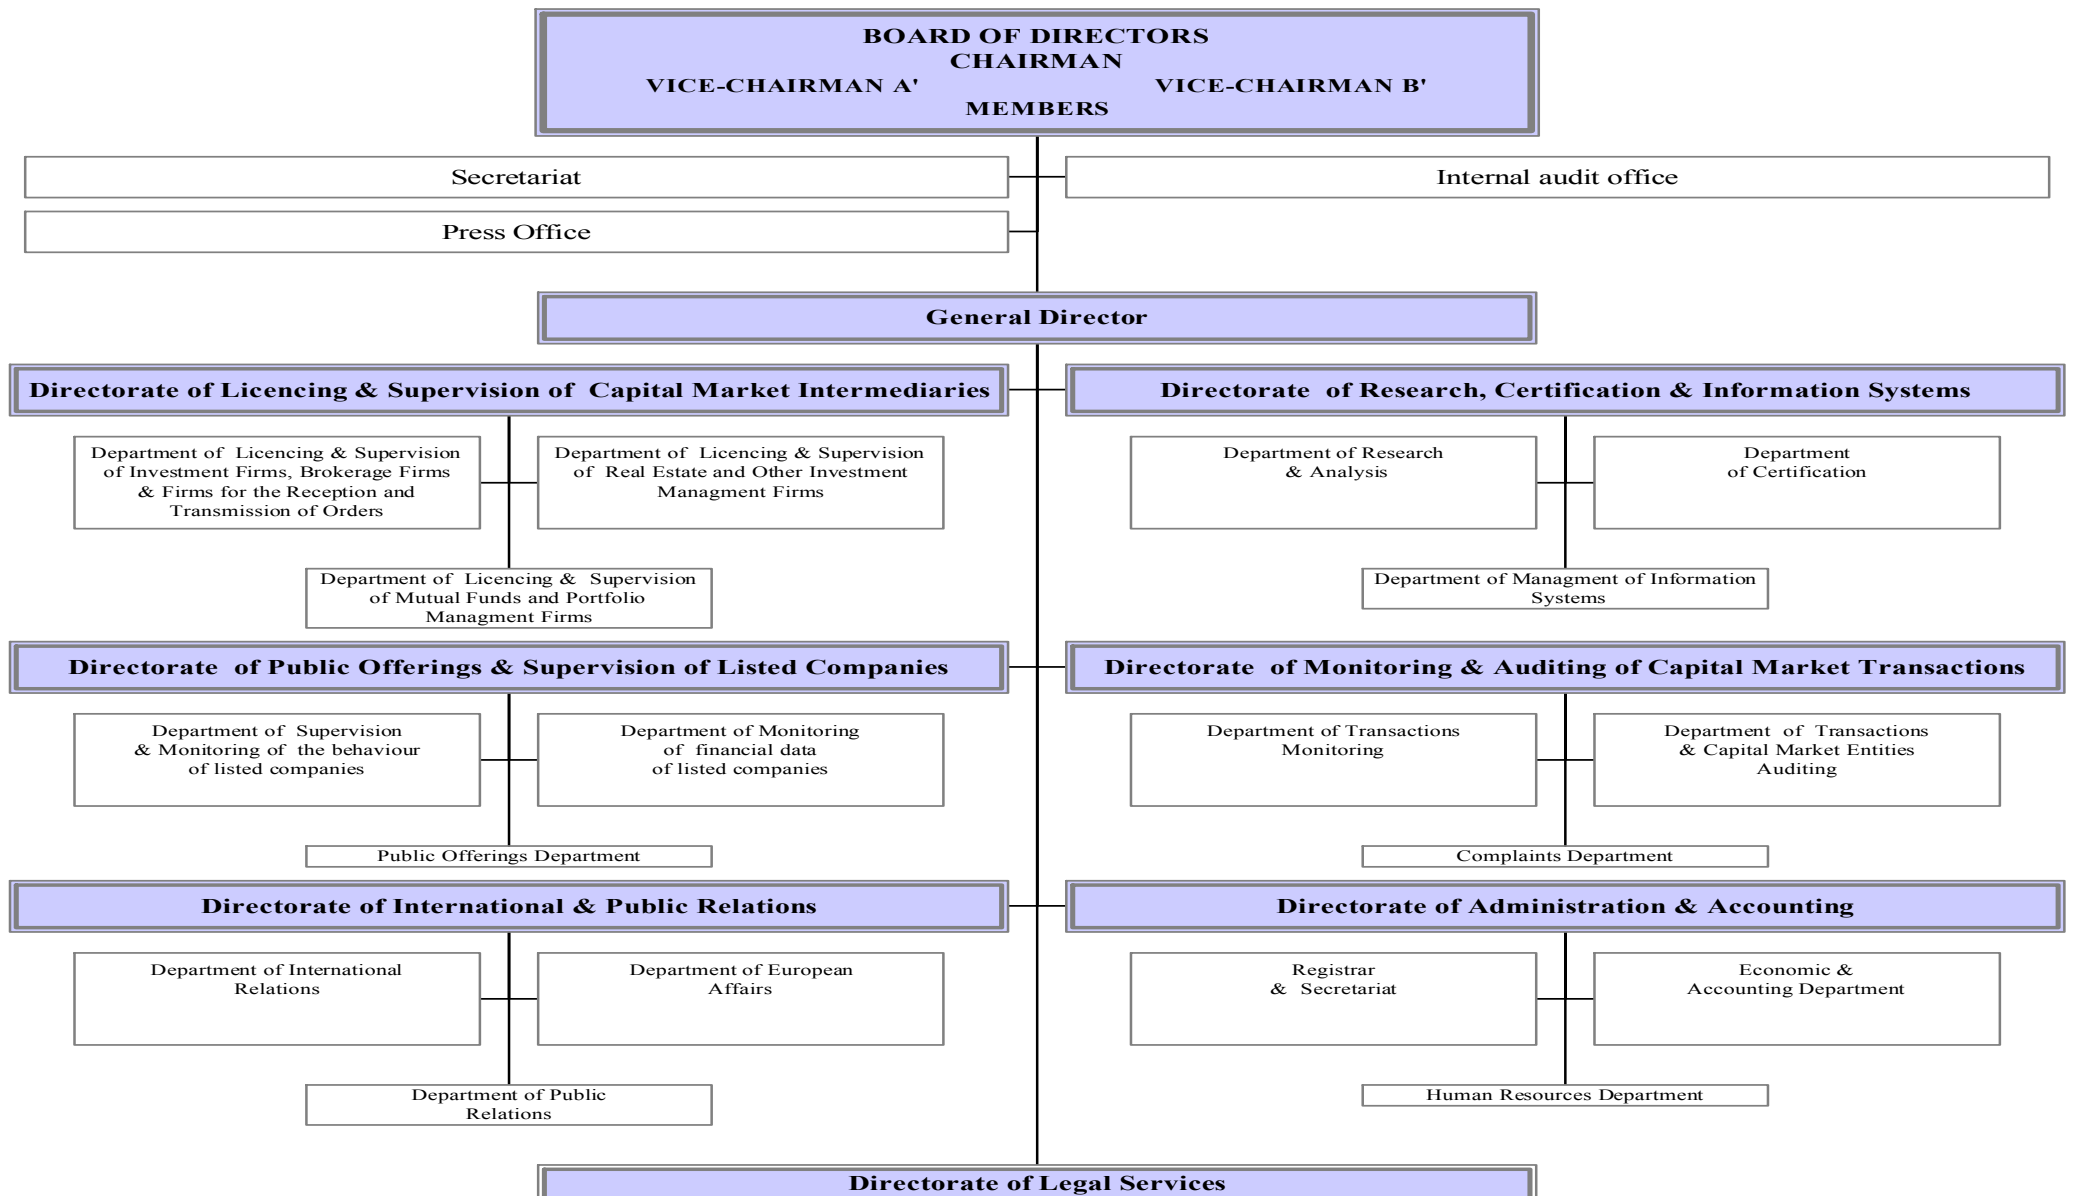 BOARD OF DIRECTORS
CHAIRMAN
VICE-CHAIRMAN A' VICE-CHAIRMAN B'
MEMBERS
Secretariat
Internal audit office
Press Office
General Director
Directorate of Licencing & Supervision of Capital Market Intermediaries
Directorate of Research, Certification & Information Systems
Department of Licencing & Supervision
of Investment Firms, Brokerage Firms
& Firms for the Reception and
Transmission of Orders
Department of Licencing & Supervision
of Real Estate and Other Investment
Managment Firms
Department of Research
& Analysis
Department
of Certification
Department of Licencing & Supervision
of Mutual Funds and Portfolio
Managment Firms
Department of Managment of Information
Systems
Directorate of Public Offerings & Supervision of Listed Companies
Directorate of Monitoring & Auditing of Capital Market Transactions
Department of Supervision
& Monitoring of the behaviour
of listed companies
Department of Monitoring
of financial data
of listed companies
Department of Transactions
Monitoring
Department of Transactions
& Capital Market Entities
Auditing
Public Offerings Department
Complaints Department
Directorate of International & Public Relations
Directorate of Administration & Accounting
Department of International
Relations
Department of European
Affairs
Registrar
& Secretariat
Economic &
Accounting Department
Department of Public
Relations
Human Resources Department
Directorate of Legal Services